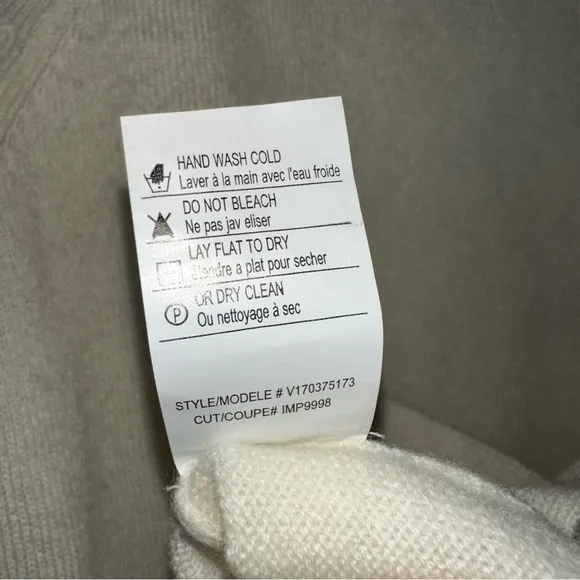 HAND WASH COLD
Laver à la main avec l'eau froide
DO NOT BLEACH
Ne pas jav eliser
LAY FLAT TO DRY
Etendre a plat pour secher
OR DRY CLEAN
P
Ou nettoyage à sec
STYLE/MODELE # V170375173
CUT/COUPE# IMP9998